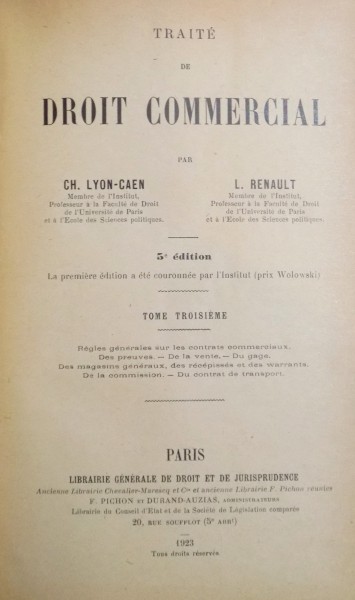 TRAITÉ
DE
DROIT COMMERCIAL
PAR
CH. LYON-CAEN
Membre de l'Institut,
Professeur à la Faculté de Droit
de l'Université de Paris
et à l'Ecole des Sciences politiques.
L. RENAULT
Membre de l'Institut,
Professeur à la Faculté de Droit
de l'Université de Paris
et à l'Ecole des Sciences politiques.
5e édition
La première édition a été couronnée par l'Institut (prix Wolowski)
TOME TROISIÈME
Règles générales sur les contrats commerciaux.
Des preuves. — De la vente. — Du gage.
Des magasins généraux, des récépissés et des warrants.
De la commission. — Du contrat de transport.
PARIS
LIBRAIRIE GÉNÉRALE DE DROIT ET DE JURISPRUDENCE
Ancienne Librairie Chevalier-Marescq et Cie et ancienne Librairie F. Pichon réunies
F. PICHON ET DURAND-AUZIAS, ADMINISTRATEURS
Librairie du Conseil d'Etat et de la Société de Législation comparée
20, RUE SOUFFLOT (5e ARRt)
1923
Tous droits réservés